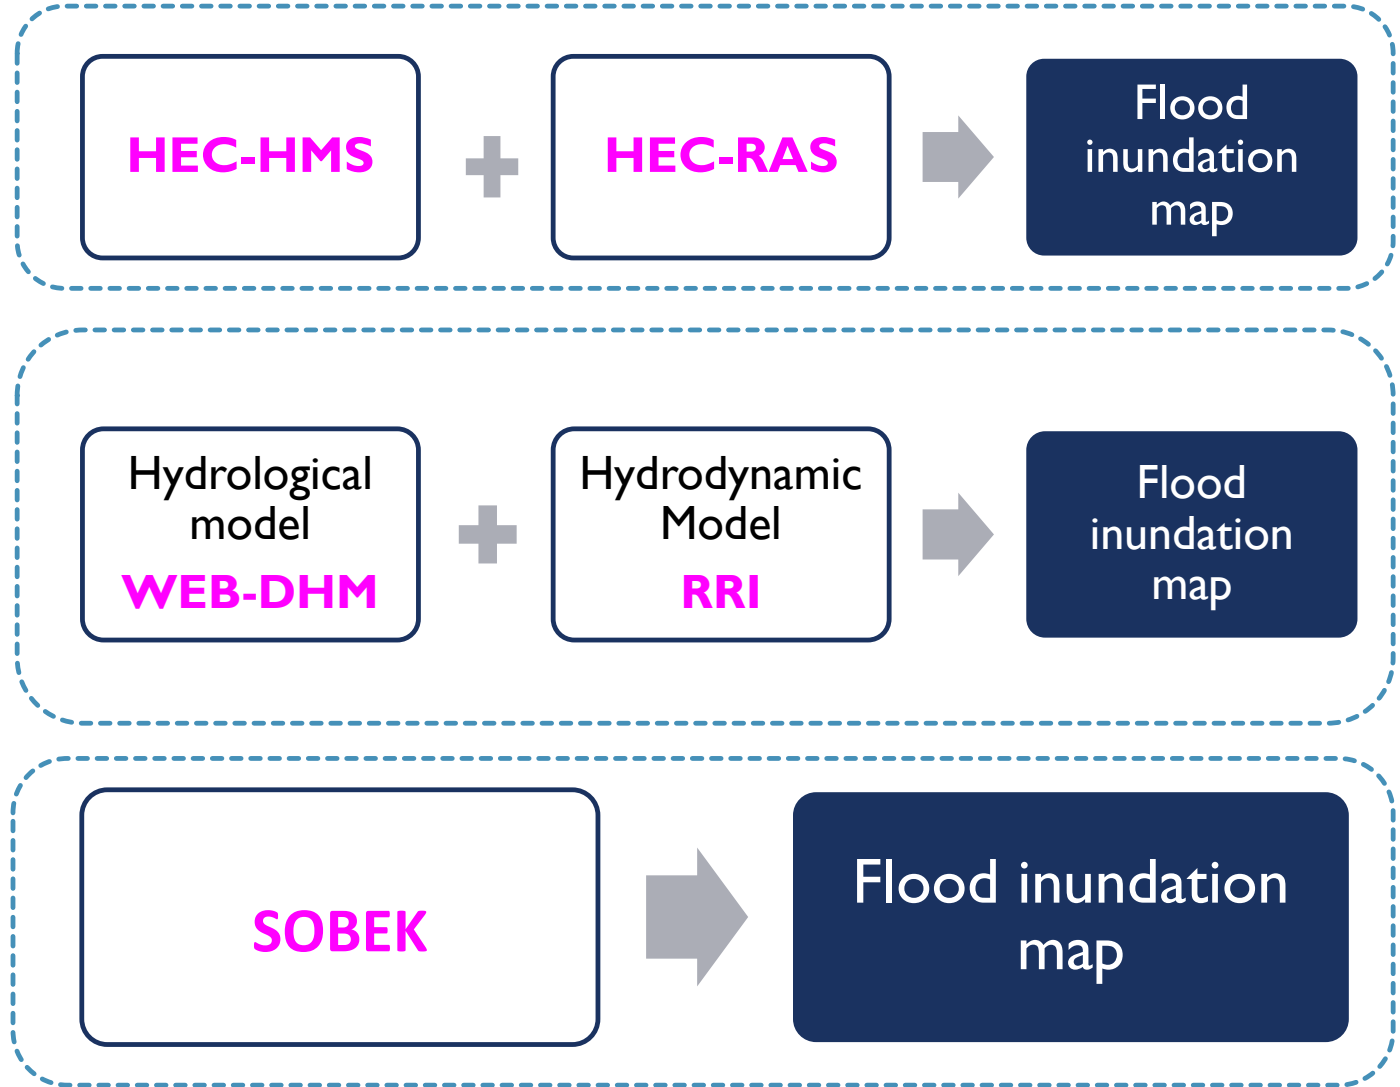 HEC-HMS
HEC-RAS
Flood
inundation
map
Hydrological
model
WEB-DHM
Hydrodynamic
Model
RRI
Flood
inundation
map
SOBEK
Flood inundation
map